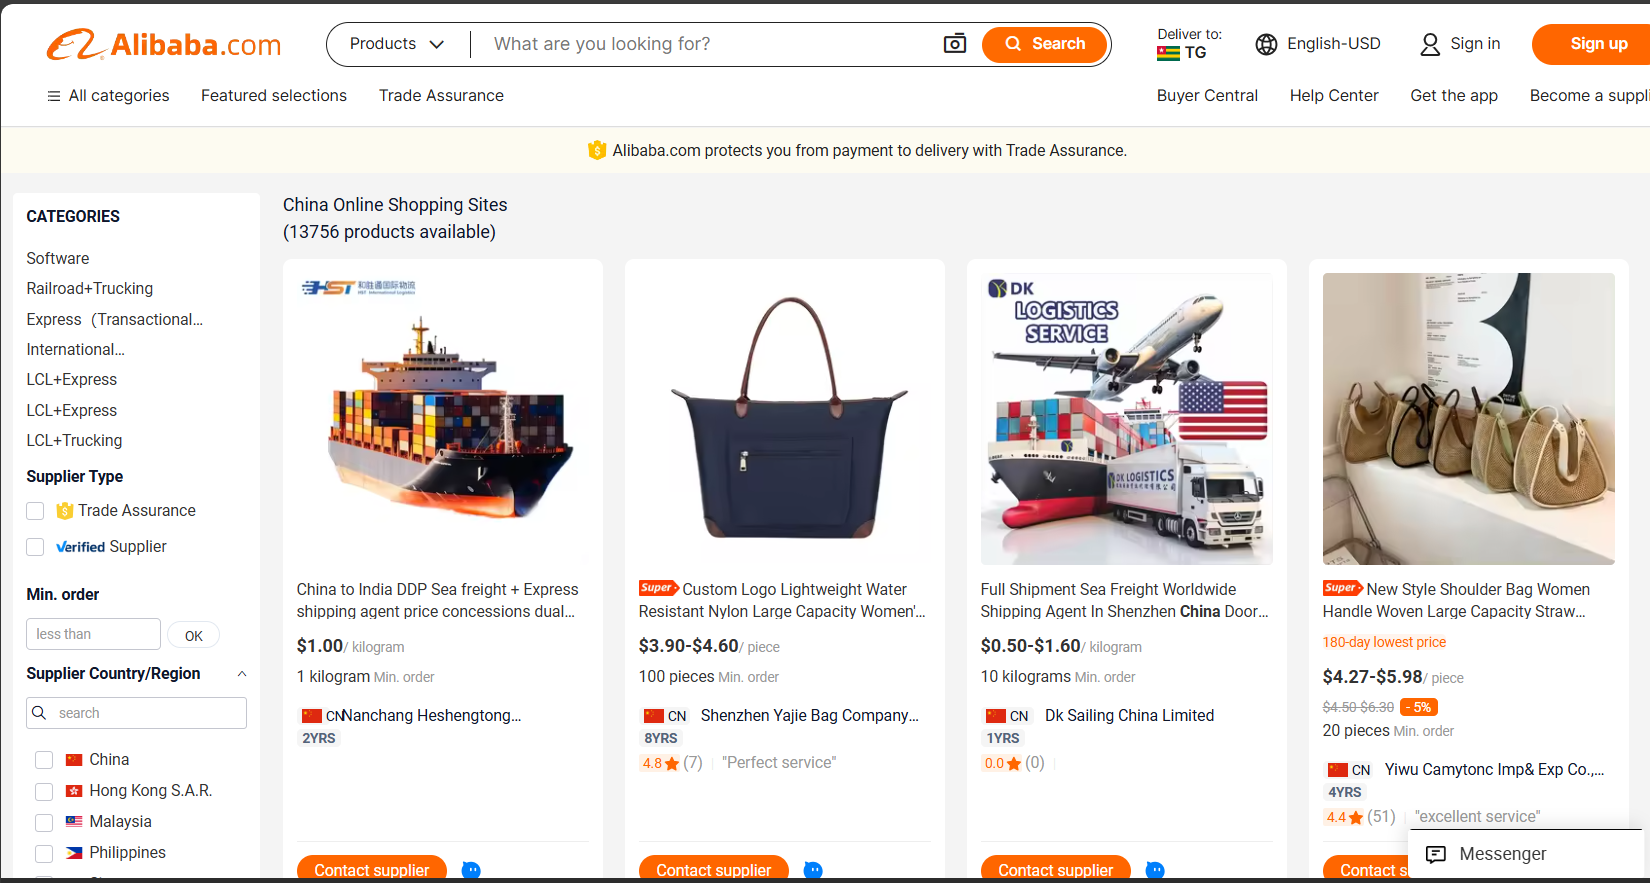 Alibaba.com
Products
What are you looking for?
Search
Deliver to:
TG
English-USD
Sign in
Sign up
All categories
Featured selections
Trade Assurance
Buyer Central
Help Center
Get the app
Become a suppli
Alibaba.com protects you from payment to delivery with Trade Assurance.
CATEGORIES
Software
Railroad+Trucking
Express（Transactional...
International...
LCL+Express
LCL+Express
LCL+Trucking
Supplier Type
Trade Assurance
Verified Supplier
Min. order
less than
OK
Supplier Country/Region
search
China
Hong Kong S.A.R.
Malaysia
Philippines
China Online Shopping Sites
(13756 products available)
HST 和胜通国际物流
HST International Logistics
China to India DDP Sea freight + Express
shipping agent price concessions dual...
$1.00/ kilogram
1 kilogram Min. order
CN Nanchang Heshengtong...
2YRS
Contact supplier
Super Custom Logo Lightweight Water
Resistant Nylon Large Capacity Women'...
$3.90-$4.60/ piece
100 pieces Min. order
CN Shenzhen Yajie Bag Company...
8YRS
4.8 (7) "Perfect service"
Contact supplier
DK
LOGISTICS
SERVICE
DK LOGISTICS
Full Shipment Sea Freight Worldwide
Shipping Agent In Shenzhen China Door...
$0.50-$1.60/ kilogram
10 kilograms Min. order
CN Dk Sailing China Limited
1YRS
0.0 (0)
Contact supplier
Super New Style Shoulder Bag Women
Handle Woven Large Capacity Straw...
180-day lowest price
$4.27-$5.98/ piece
$4.50-$6.30 - 5%
20 pieces Min. order
CN Yiwu Camytonc Imp& Exp Co.,...
4YRS
4.4 (51) "excellent service"
Contact s
Messenger